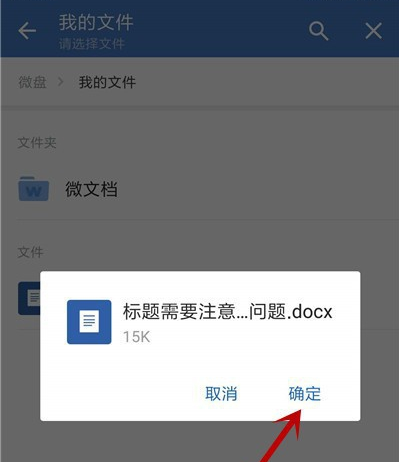 我的文件
请选择文件
微盘 > 我的文件
文件夹
W 微文档
文件
标题需要注意...问题.docx
15K
取消 确定